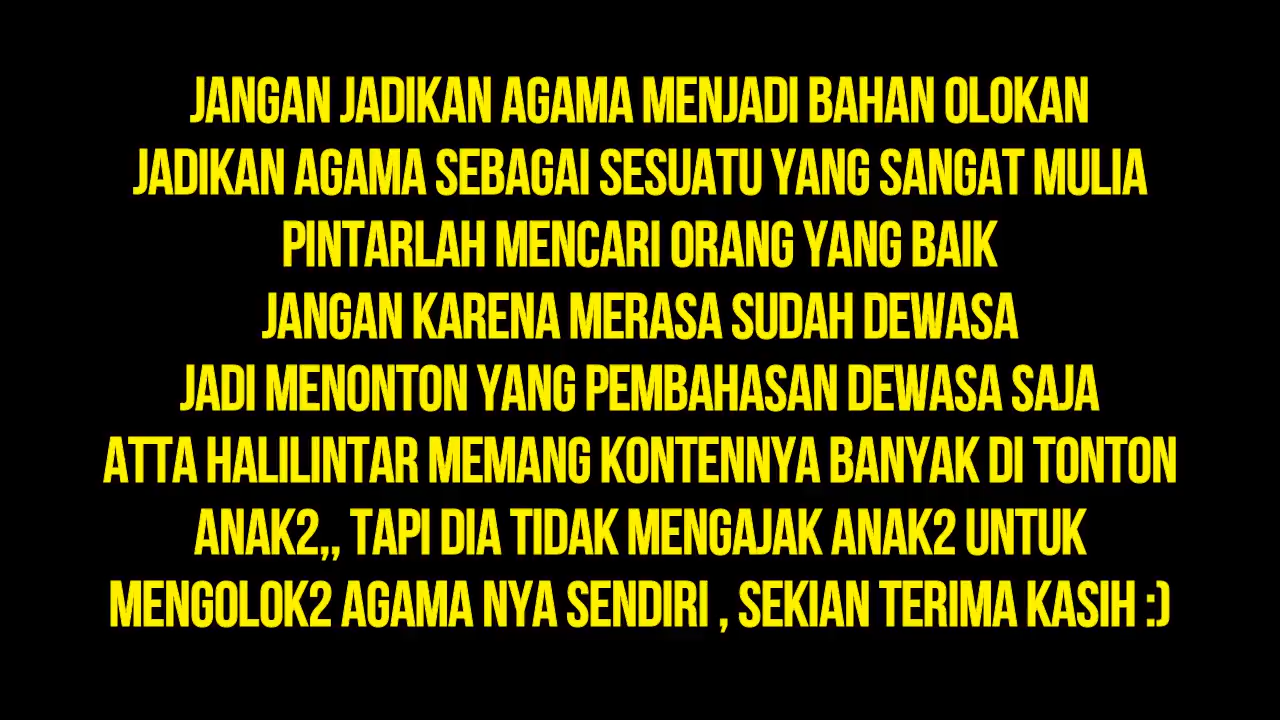 JANGAN JADIKAN AGAMA MENJADI BAHAN OLOKAN
JADIKAN AGAMA SEBAGAI SESUATU YANG SANGAT MULIA
PINTARLAH MENCARI ORANG YANG BAIK
JANGAN KARENA MERASA SUDAH DEWASA
JADI MENONTON YANG PEMBAHASAN DEWASA SAJA
ATTA HALILINTAR MEMANG KONTENNYA BANYAK DI TONTON
ANAK2,, TAPI DIA TIDAK MENGAJAK ANAK2 UNTUK
MENGOLOK2 AGAMA NYA SENDIRI , SEKIAN TERIMA KASIH :)